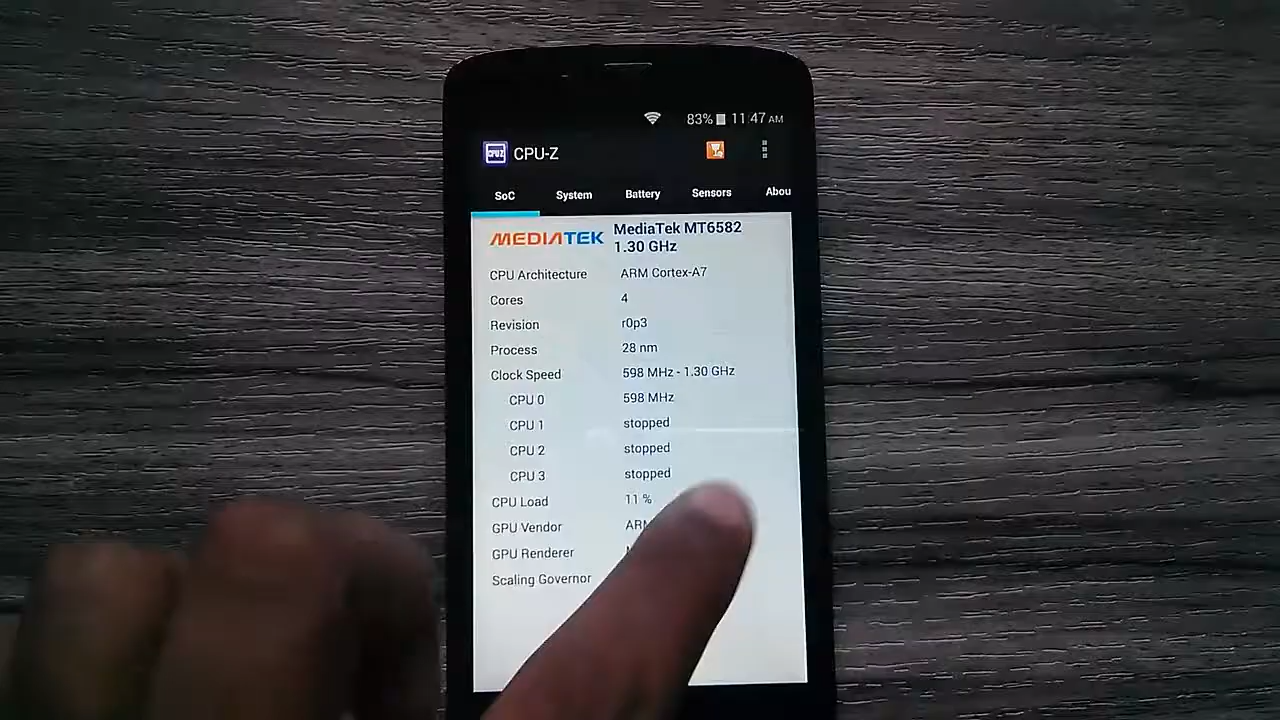 83% 11:47 AM
CPU-Z
SoC System Battery Sensors Abou
MEDIATEK MediaTek MT6582
1.30 GHz
CPU Architecture ARM Cortex-A7
Cores 4
Revision r0p3
Process 28 nm
Clock Speed 598 MHz - 1.30 GHz
CPU 0 598 MHz
CPU 1 stopped
CPU 2 stopped
CPU 3 stopped
CPU Load 11 %
GPU Vendor ARM
GPU Renderer
Scaling Governor